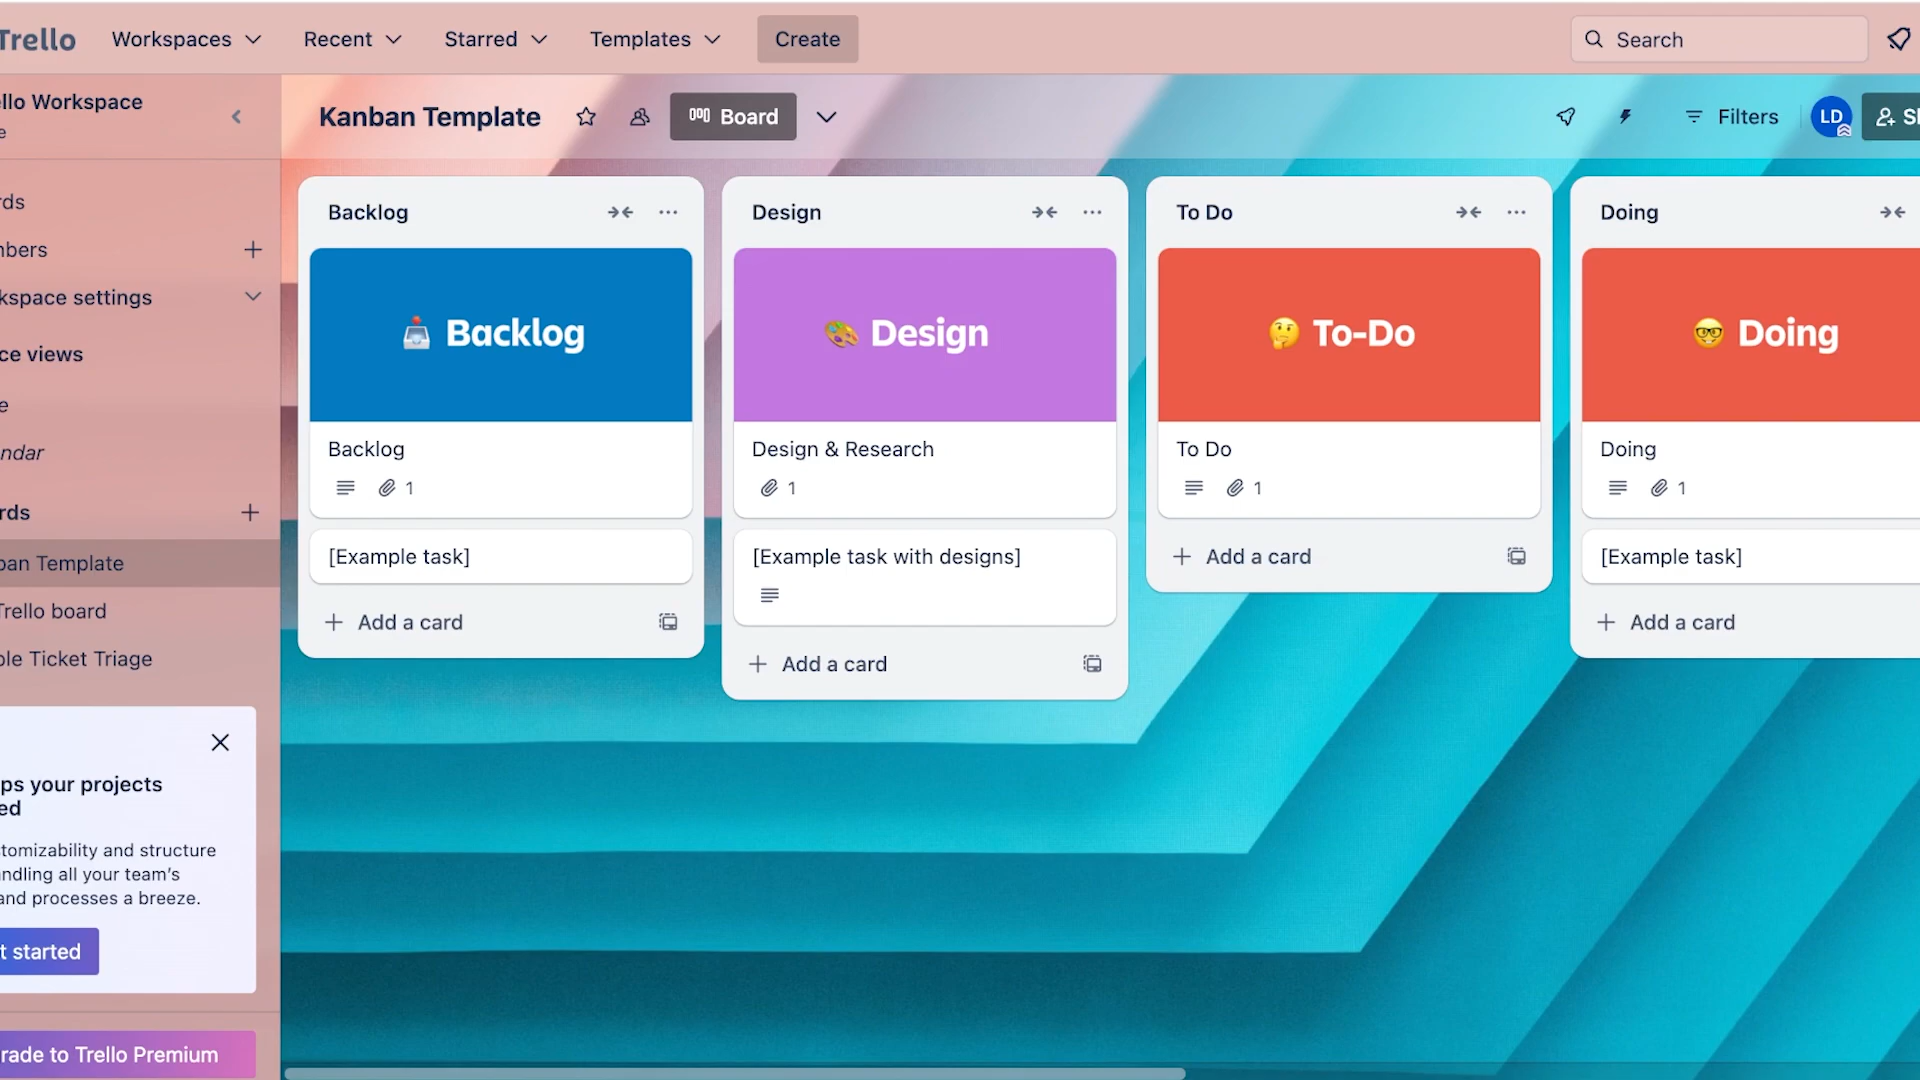 Trello
Workspaces
Recent
Starred
Templates
Create
Search
llo Workspace
e
Kanban Template
Board
Filters
LD
rds
nbers
kspace settings
ce views
e
ndar
rds
ban Template
Trello board
ple Ticket Triage
ps your projects
ed
tomizability and structure
ndling all your team's
and processes a breeze.
t started
rade to Trello Premium
Backlog
Backlog
Backlog
1
[Example task]
Add a card
Design
Design
Design & Research
1
[Example task with designs]
Add a card
To Do
To-Do
To Do
1
Add a card
Doing
Doing
Doing
1
[Example task]
Add a card